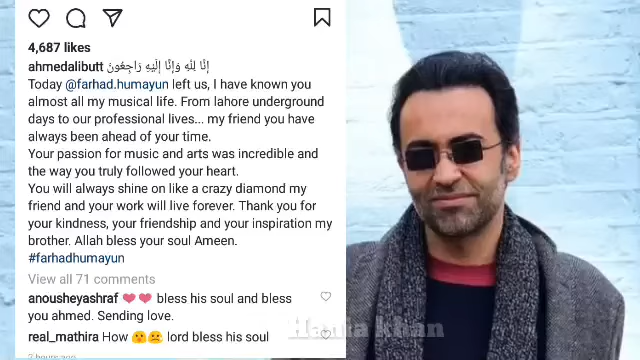 4,687 likes
ahmedalibutt إِنَّا لِلّهِ وَإِنَّا إِلَيْهِ رَاجِعُونَ
Today @farhad.humayun left us, I have known you
almost all my musical life. From lahore underground
days to our professional lives... my friend you have
always been ahead of your time.
Your passion for music and arts was incredible and
the way you truly followed your heart.
You will always shine on like a crazy diamond my
friend and your work will live forever. Thank you for
your kindness, your friendship and your inspiration my
brother. Allah bless your soul Ameen.
#farhadhumayun
View all 71 comments
anousheyashraf ❤️❤️ bless his soul and bless
you ahmed. Sending love.
real_mathira How 😗😟 lord bless his soul
2 hours ago
khan